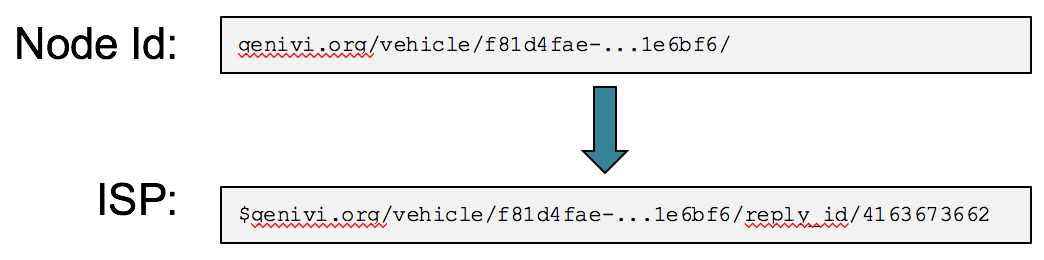 Node Id:
genivi.org/vehicle/f81d4fae-...1e6bf6/
ISP:
$genivi.org/vehicle/f81d4fae-...1e6bf6/reply_id/4163673662